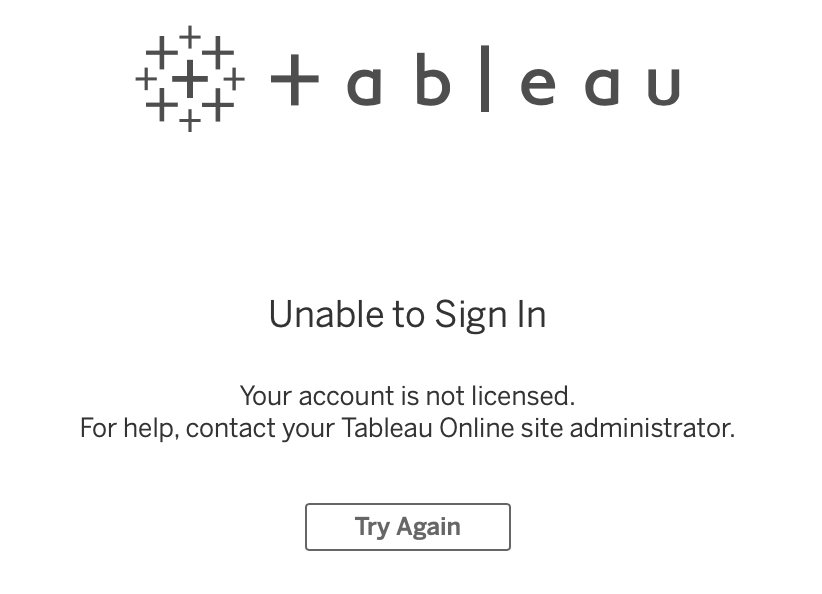 tableau
Unable to Sign In
Your account is not licensed.
For help, contact your Tableau Online site administrator.
Try Again